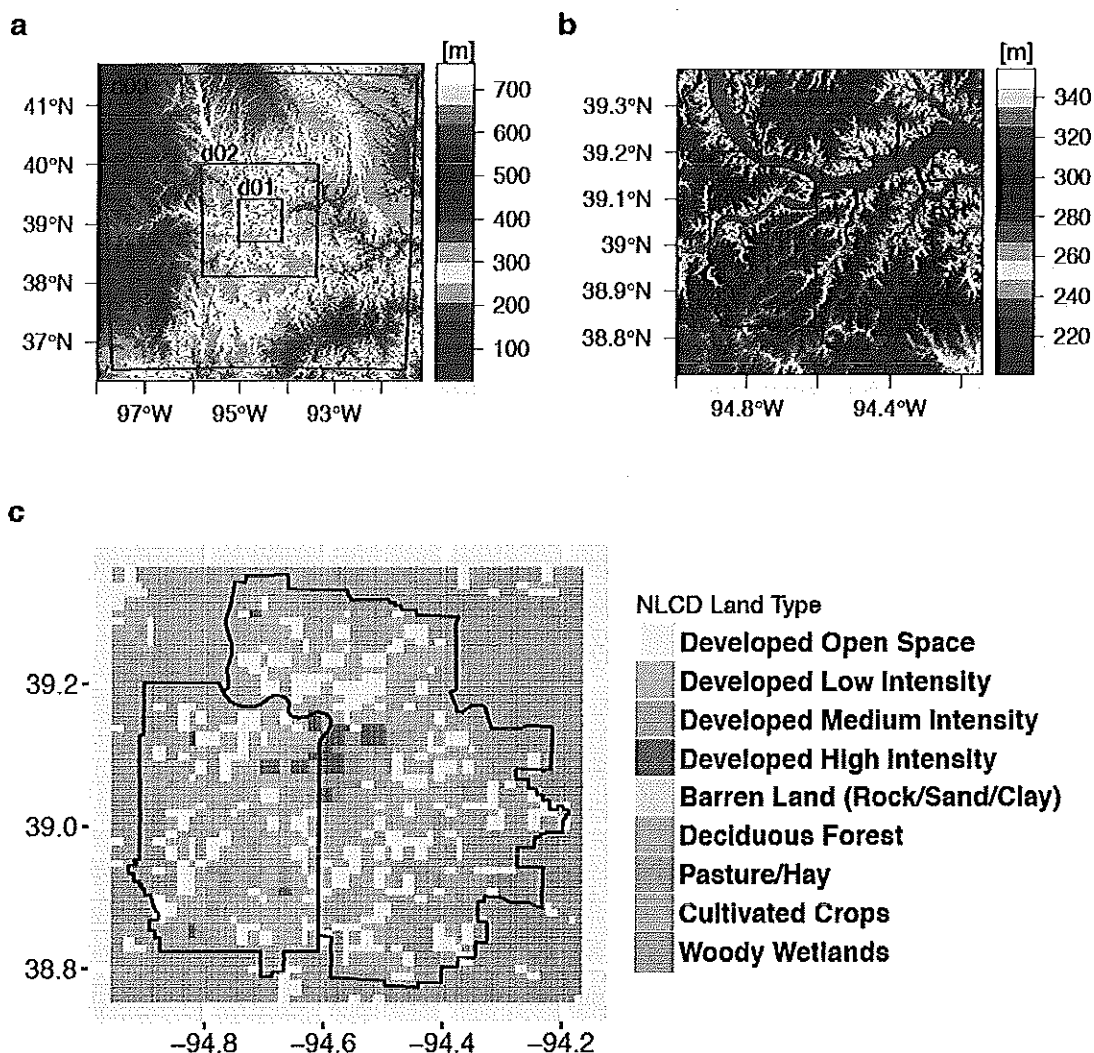 a
[m]
41°N
40°N
39°N
38°N
37°N
97°W
95°W
93°W
d02
d01
700
600
500
400
300
200
100
b
[m]
39.3°N
39.2°N
39.1°N
39°N
38.9°N
38.8°N
94.8°W
94.4°W
340
320
300
280
260
240
220
c
39.2
39.0
38.8
−94.8
−94.6
−94.4
−94.2
NLCD Land Type
Developed Open Space
Developed Low Intensity
Developed Medium Intensity
Developed High Intensity
Barren Land (Rock/Sand/Clay)
Deciduous Forest
Pasture/Hay
Cultivated Crops
Woody Wetlands